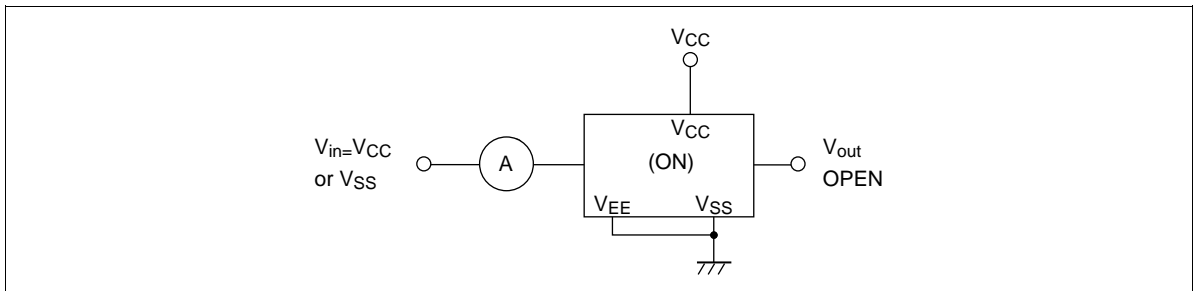 VCC
VCC
Vin=VCC
or VSS
A
(ON)
Vout
OPEN
VEE
VSS